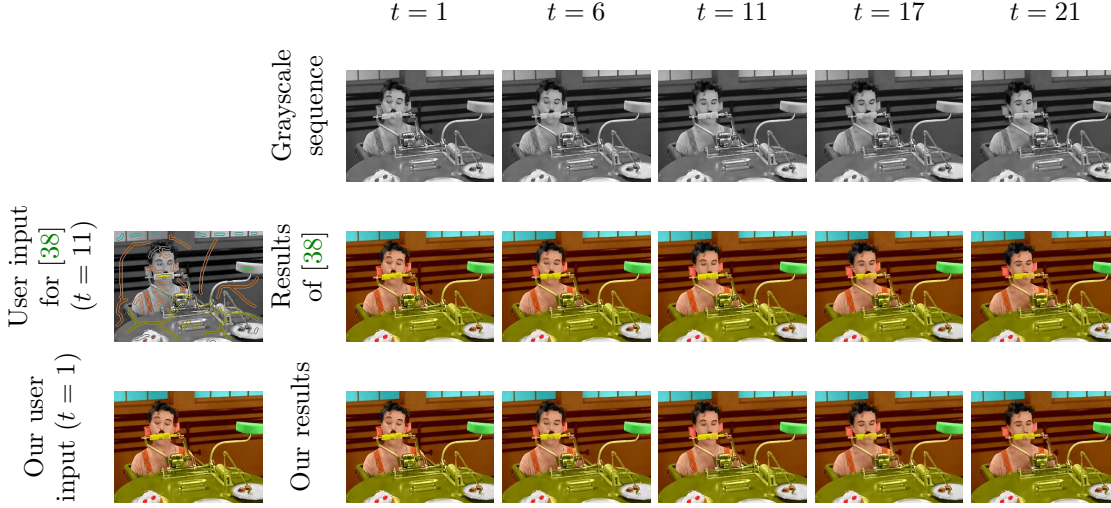 t = 1
t = 6
t = 11
t = 17
t = 21
Grayscale
sequence
User input
for [38]
(t = 11)
Results
of [38]
Our user
input (t = 1)
Our results